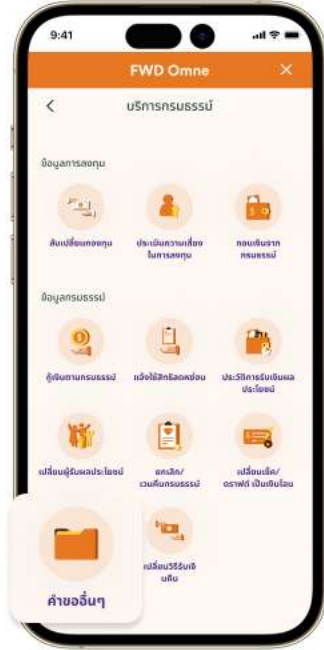 9:41
FWD Omne
บริการกรมธรรม์
ข้อมูลการลงทุน
สับเปลี่ยนกองทุน
ประเมินความเสี่ยง
ในการลงทุน
ถอนเงินจาก
กรมธรรม์
ข้อมูลกรมธรรม์
กู้เงินตามกรมธรรม์
แจ้งใช้สิทธิลดหย่อน
ประวัติการรับเงินผล
ประโยชน์
เปลี่ยนผู้รับผลประโยชน์
ยกเลิก/
เวนคืนกรมธรรม์
เปลี่ยนเช็ค/
ดราฟต์ เป็นเงินโอน
คำขออื่นๆ
เปลี่ยนวิธีรับเงิ
นคืน